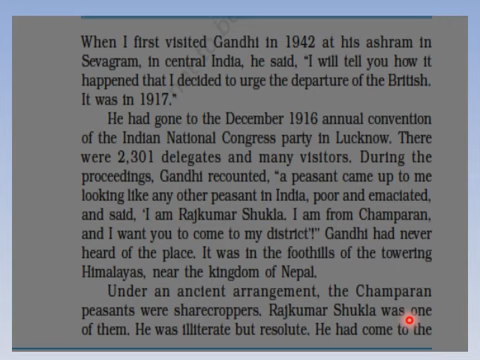 When I first visited Gandhi in 1942 at his ashram in
Sevagram, in central India, he said, "I will tell you how it
happened that I decided to urge the departure of the British.
It was in 1917."
He had gone to the December 1916 annual convention
of the Indian National Congress party in Lucknow. There
were 2,301 delegates and many visitors. During the
proceedings, Gandhi recounted, "a peasant came up to me
looking like any other peasant in India, poor and emaciated,
and said, 'I am Rajkumar Shukla. I am from Champaran,
and I want you to come to my district'!" Gandhi had never
heard of the place. It was in the foothills of the towering
Himalayas, near the kingdom of Nepal.
Under an ancient arrangement, the Champaran
peasants were sharecroppers. Rajkumar Shukla was one
of them. He was illiterate but resolute. He had come to the